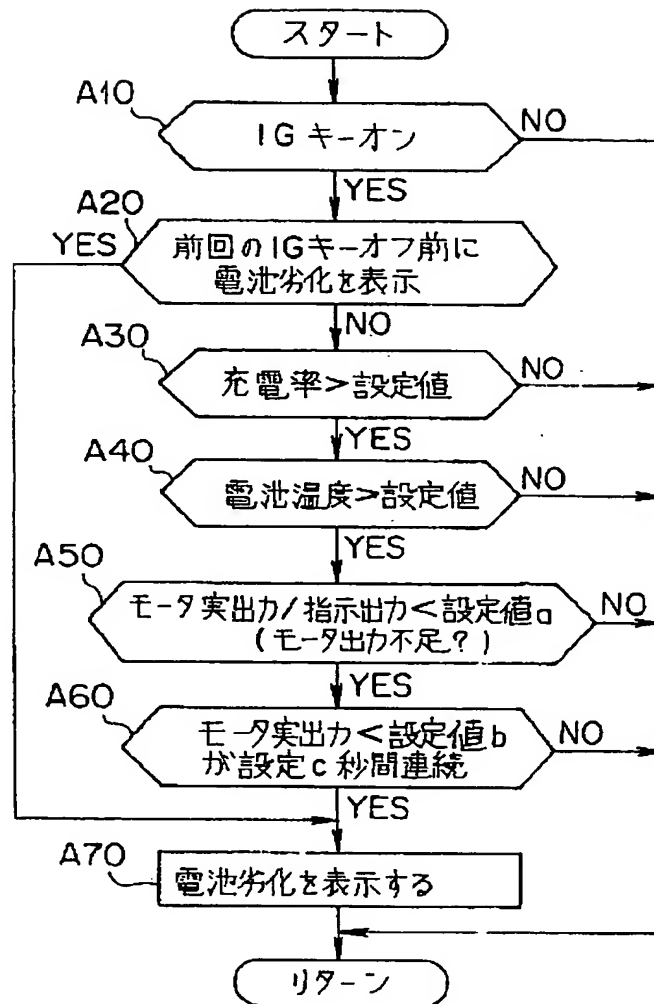 スタート
A10
IGキーオン
NO
YES
A20
YES
前回のIGキーオフ前に
電池劣化を表示
NO
A30
充電率>設定値
NO
YES
A40
電池温度>設定値
NO
YES
A50
モータ実出力/指示出力<設定値a
(モータ出力不足?)
NO
YES
A60
モータ実出力<設定値b
が設定c秒間連続
NO
YES
A70
電池劣化を表示する
リターン